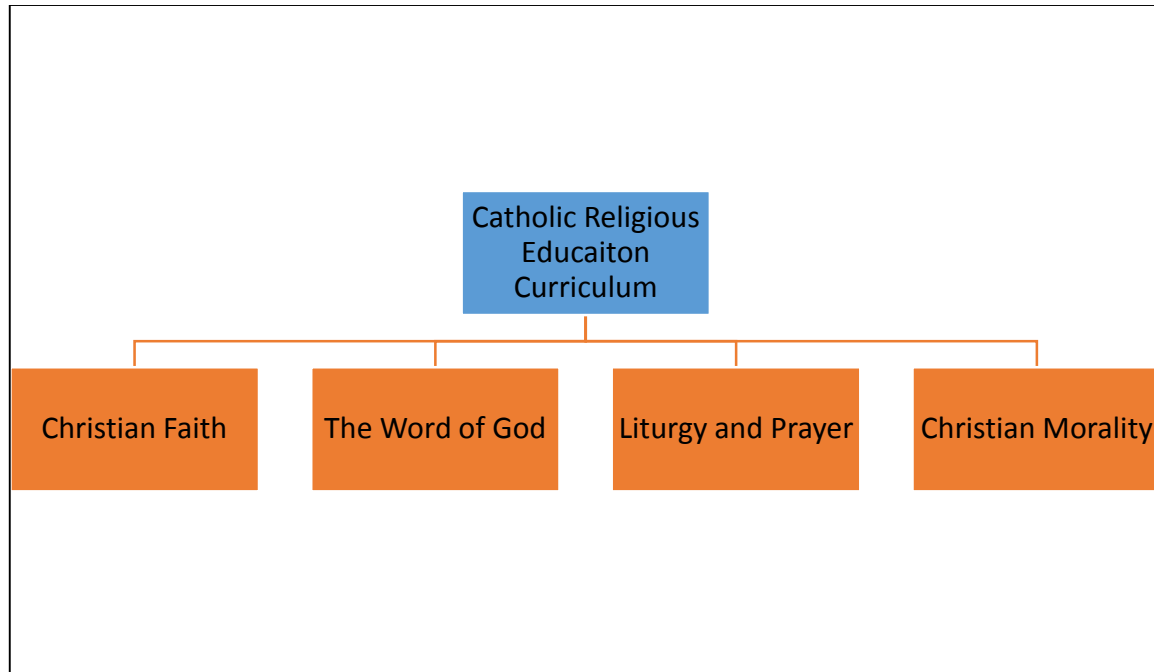 Catholic Religious
Educaiton
Curriculum
Christian Faith
The Word of God
Liturgy and Prayer
Christian Morality